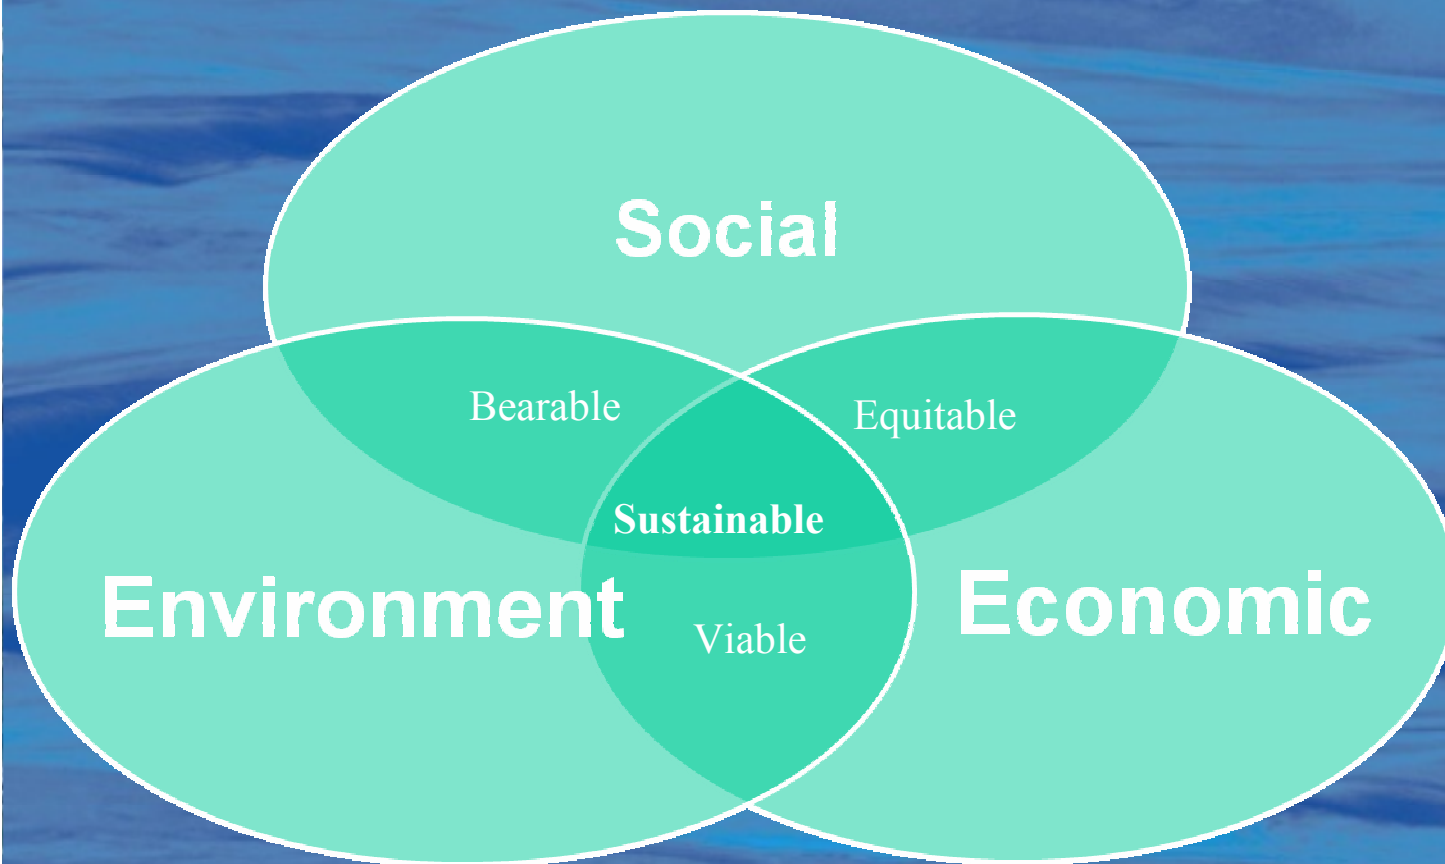 Social
Bearable
Equitable
Sustainable
Environment
Economic
Viable